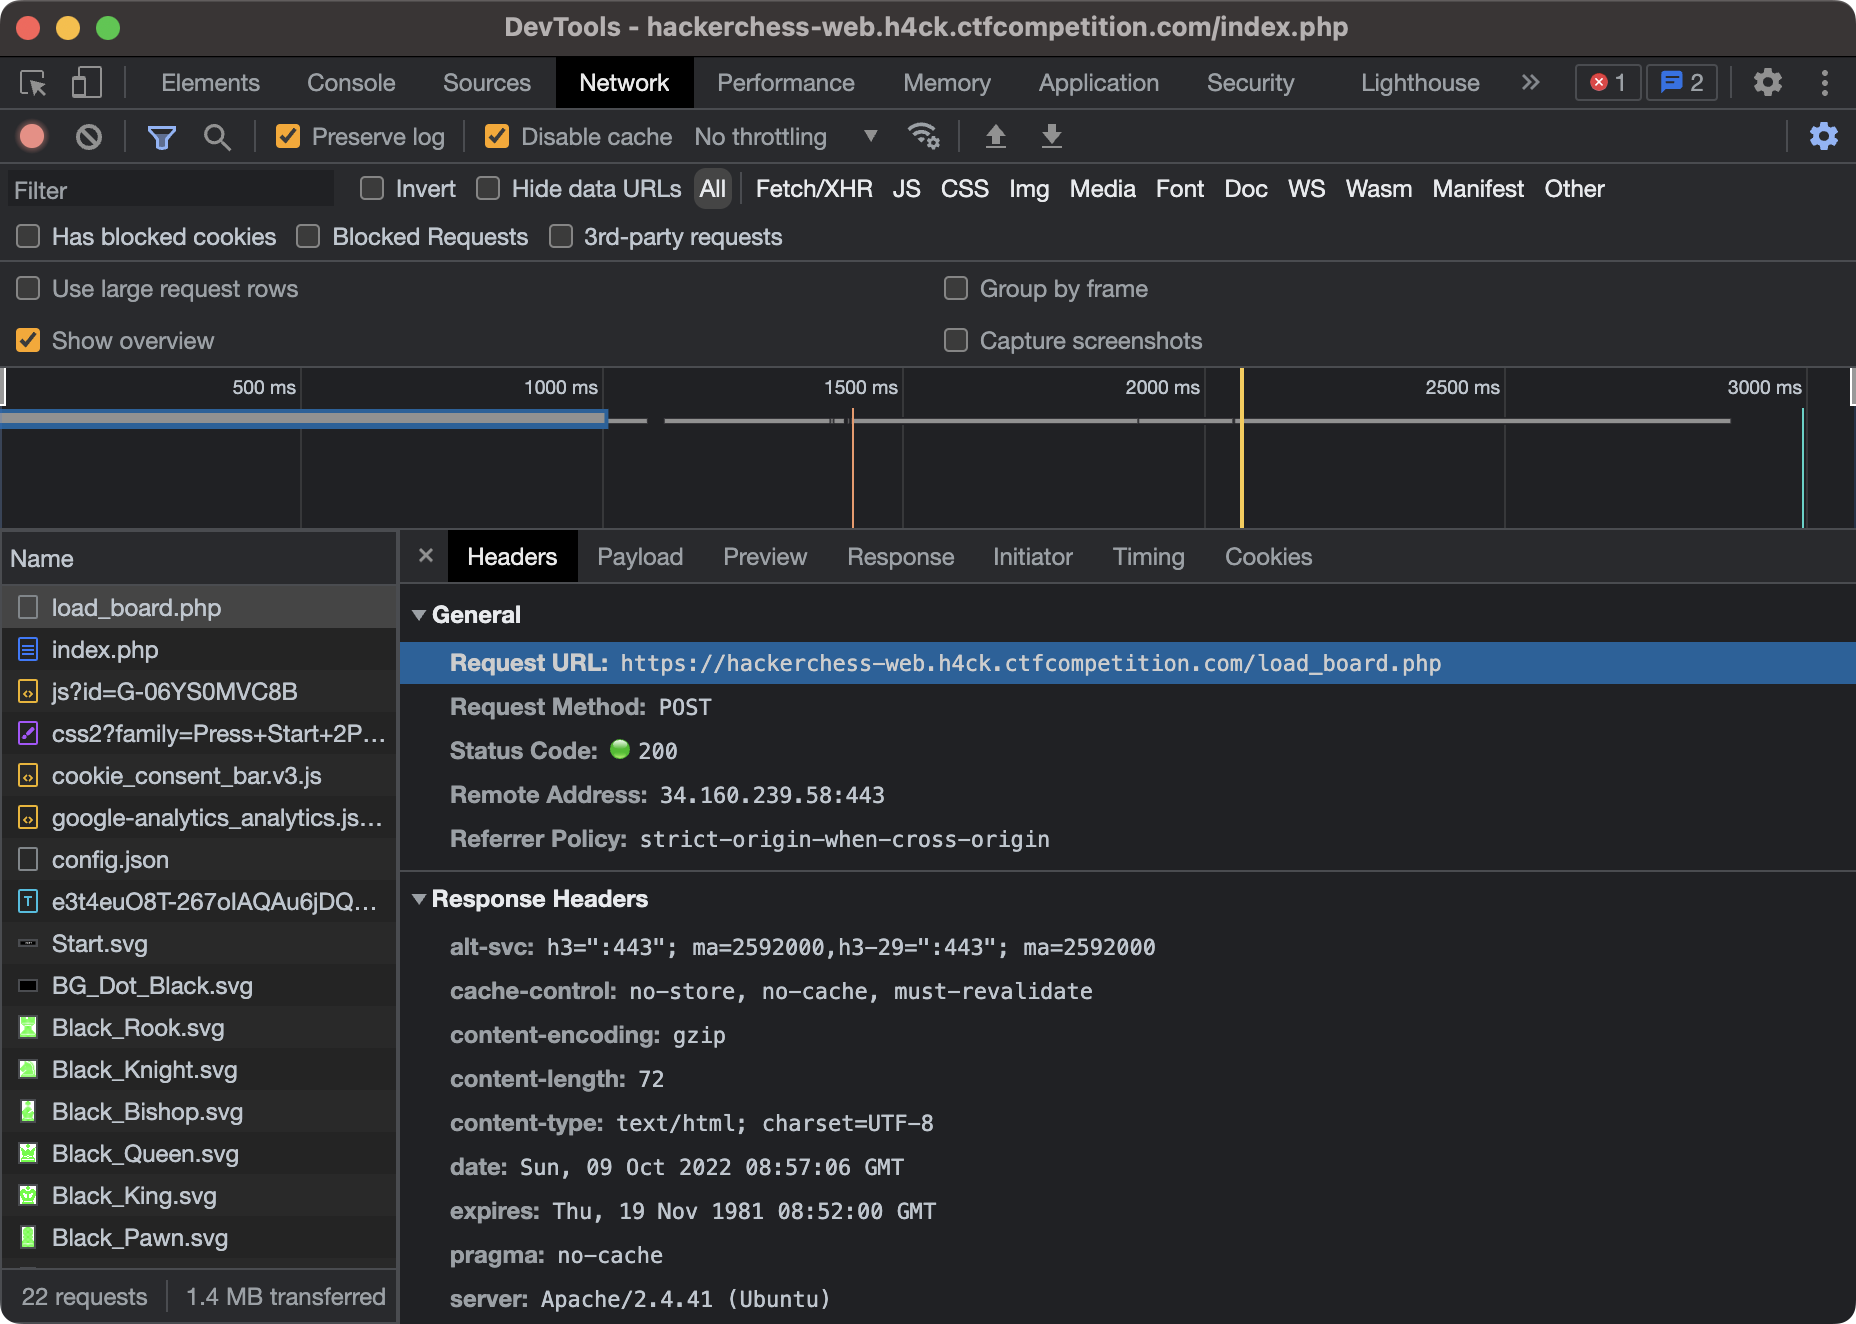 DevTools - hackerchess-web.h4ck.ctfcompetition.com/index.php
Elements Console Sources Network Performance Memory Application Security Lighthouse » 1 2
Preserve log Disable cache No throttling
Filter Invert Hide data URLs All Fetch/XHR JS CSS Img Media Font Doc WS Wasm Manifest Other
Has blocked cookies Blocked Requests 3rd-party requests
Use large request rows Group by frame
Show overview Capture screenshots
500 ms 1000 ms 1500 ms 2000 ms 2500 ms 3000 ms
Name
load_board.php
index.php
js?id=G-06YS0MVC8B
css2?family=Press+Start+2P…
cookie_consent_bar.v3.js
google-analytics_analytics.js…
config.json
e3t4euO8T-267oIAQAu6jDQ…
Start.svg
BG_Dot_Black.svg
Black_Rook.svg
Black_Knight.svg
Black_Bishop.svg
Black_Queen.svg
Black_King.svg
Black_Pawn.svg
22 requests 1.4 MB transferred
× Headers Payload Preview Response Initiator Timing Cookies
General
Request URL: https://hackerchess-web.h4ck.ctfcompetition.com/load_board.php
Request Method: POST
Status Code: 200
Remote Address: 34.160.239.58:443
Referrer Policy: strict-origin-when-cross-origin
Response Headers
alt-svc: h3=":443"; ma=2592000,h3-29=":443"; ma=2592000
cache-control: no-store, no-cache, must-revalidate
content-encoding: gzip
content-length: 72
content-type: text/html; charset=UTF-8
date: Sun, 09 Oct 2022 08:57:06 GMT
expires: Thu, 19 Nov 1981 08:52:00 GMT
pragma: no-cache
server: Apache/2.4.41 (Ubuntu)